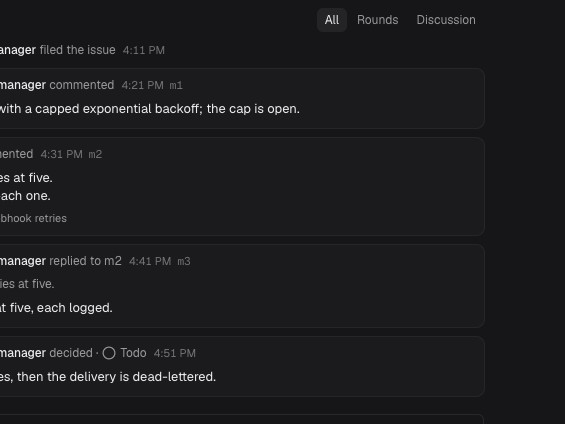 All Rounds Discussion
anager filed the issue 4:11 PM
manager commented 4:21 PM m1
with a capped exponential backoff; the cap is open.
nented 4:31 PM m2
es at five.
each one.
bhook retries
manager replied to m2 4:41 PM m3
ies at five.
at five, each logged.
manager decided · Todo 4:51 PM
es, then the delivery is dead-lettered.